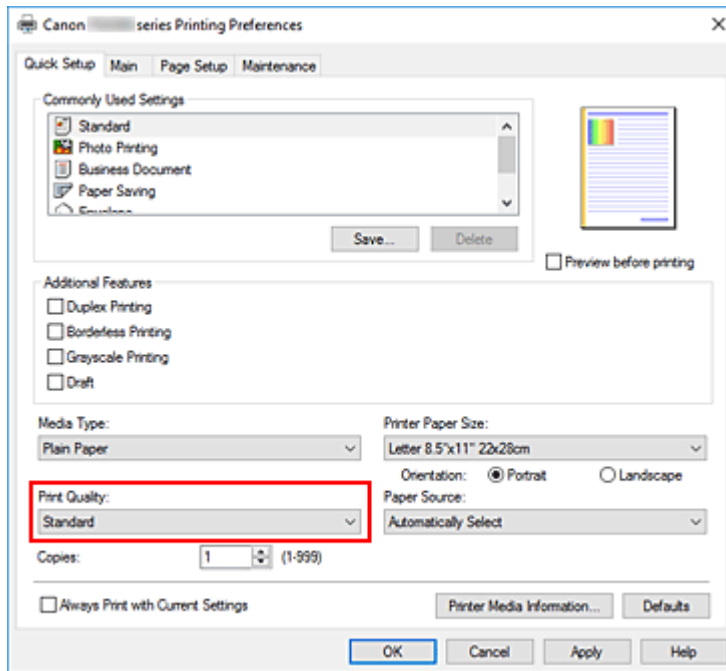 Canon series Printing Preferences
Quick Setup Main Page Setup Maintenance
Commonly Used Settings
Standard
Photo Printing
Business Document
Paper Saving
Envelope
Save... Delete
Preview before printing
Additional Features
Duplex Printing
Borderless Printing
Grayscale Printing
Draft
Media Type: Printer Paper Size:
Plain Paper Letter 8.5"x11" 22x28cm
Orientation: Portrait Landscape
Print Quality: Paper Source:
Standard Automatically Select
Copies: 1 (1-999)
Always Print with Current Settings Printer Media Information... Defaults
OK Cancel Apply Help